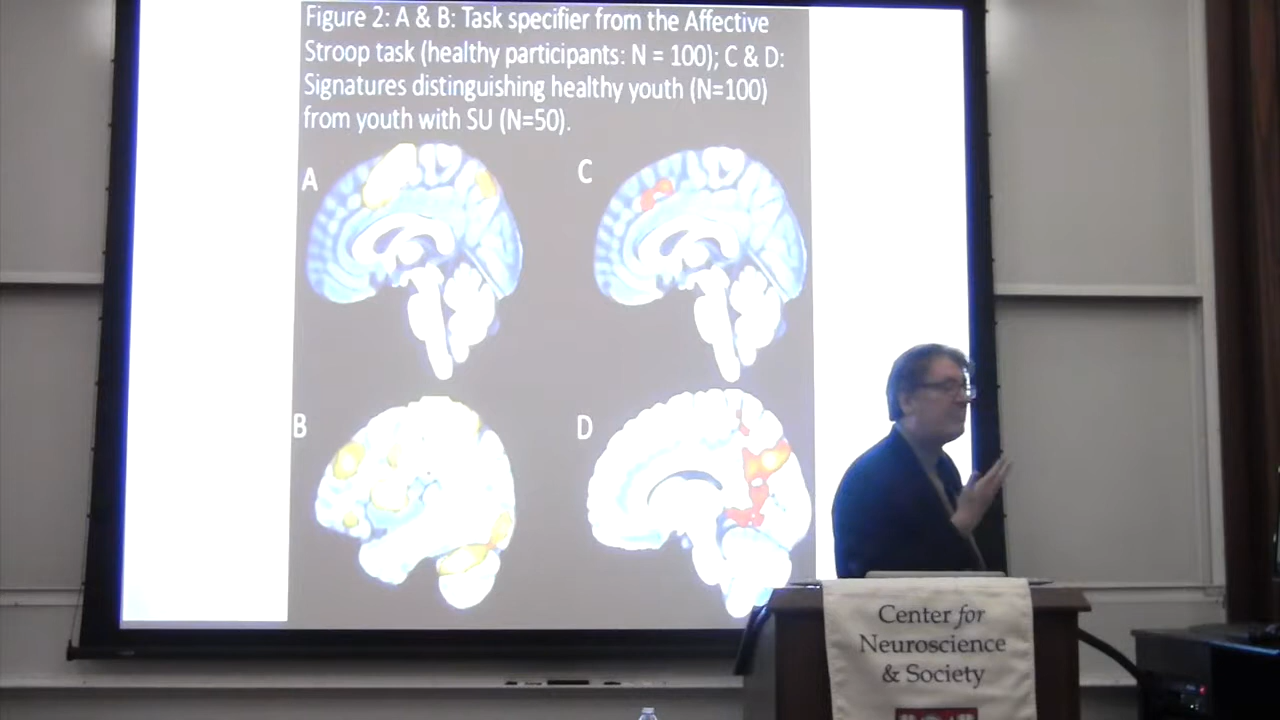 Figure 2: A & B: Task specifier from the Affective
Stroop task (healthy participants: N = 100); C & D:
Signatures distinguishing healthy youth (N=100)
from youth with SU (N=50).
A
C
B
D
Center for
Neuroscience
& Society